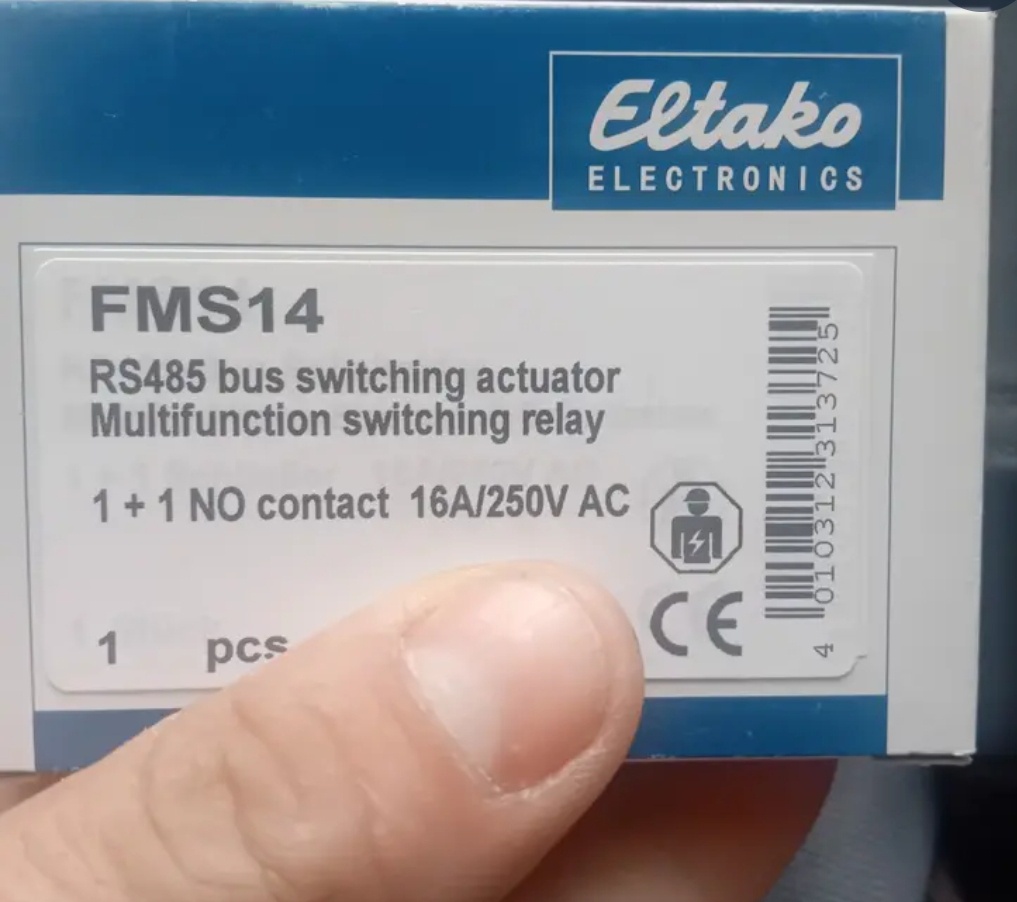 Eltako
ELECTRONICS
FMS14
RS485 bus switching actuator
Multifunction switching relay
1 + 1 NO contact 16A/250V AC
CE
1 pcs
4 010312 313725